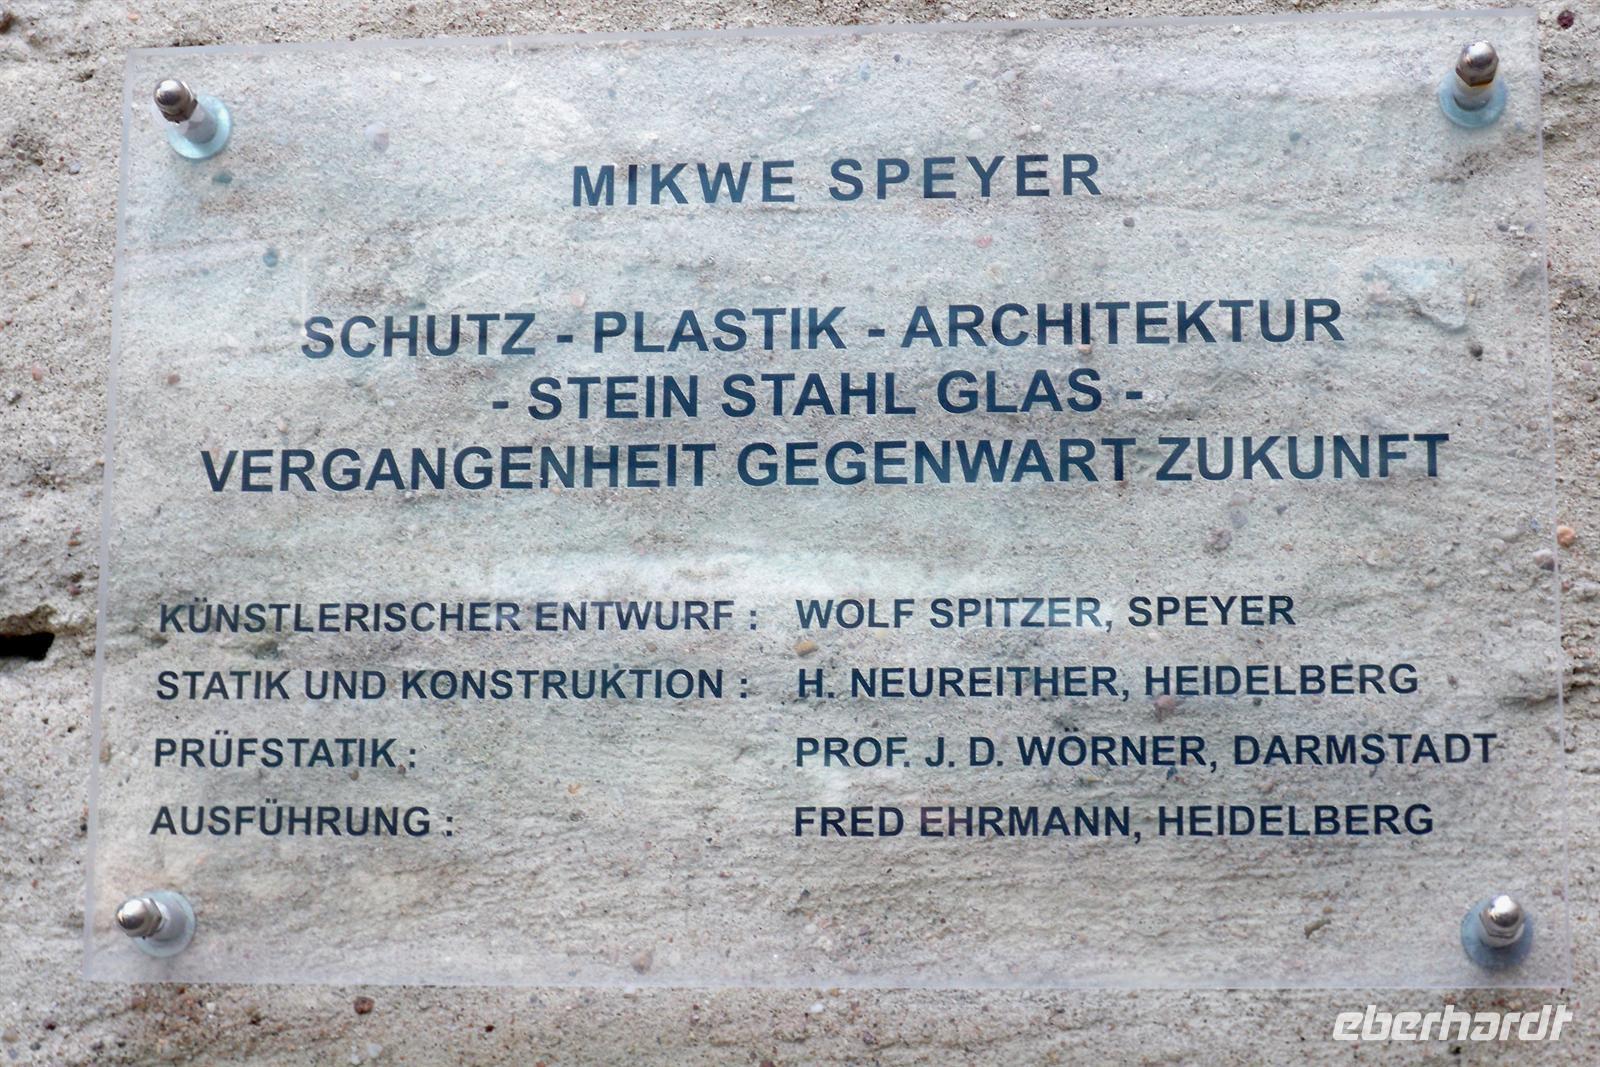 MIKWE SPEYER
SCHUTZ - PLASTIK - ARCHITEKTUR
- STEIN STAHL GLAS -
VERGANGENHEIT GEGENWART ZUKUNFT
KÜNSTLERISCHER ENTWURF : WOLF SPITZER, SPEYER
STATIK UND KONSTRUKTION : H. NEUREITHER, HEIDELBERG
PRÜFSTATIK : PROF. J. D. WÖRNER, DARMSTADT
AUSFÜHRUNG : FRED EHRMANN, HEIDELBERG
eberhardt